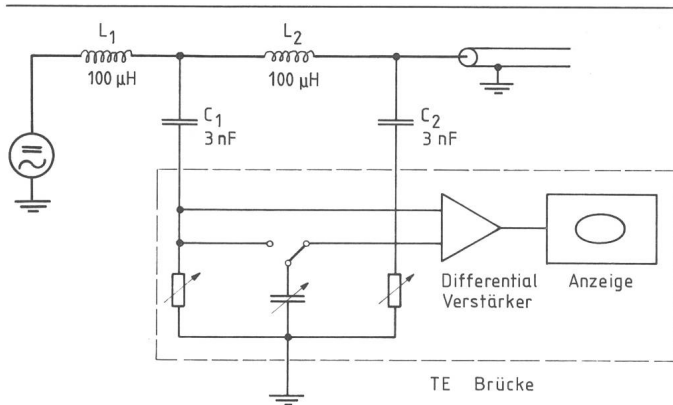 L1
L2
100 µH
100 µH
C1
3 nF
C2
3 nF
Differential
Verstärker
Anzeige
TE Brücke